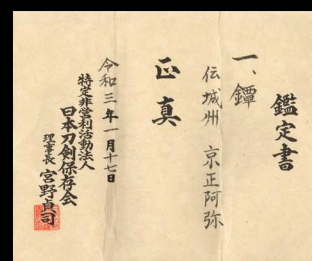 鑑定書
一、鐔
伝城州 京正阿弥
正真
令和三年一月十七日
特定非営利活動法人
日本刀剣保存会
理事長 宮野貞司